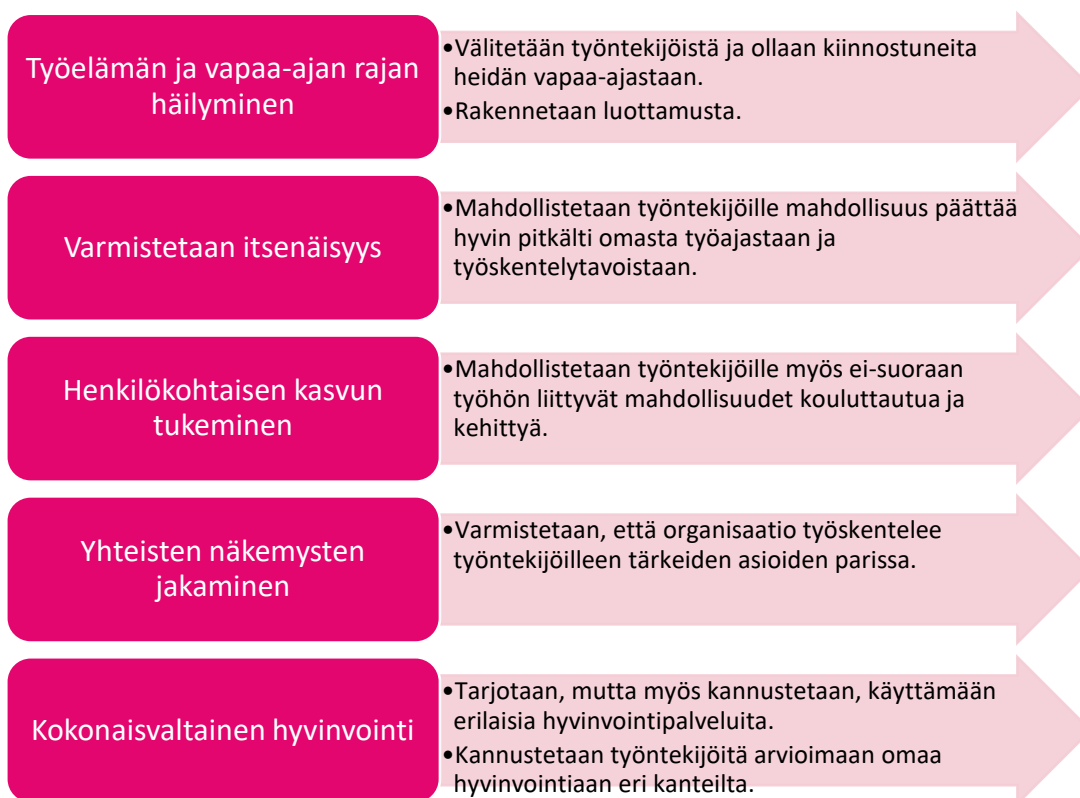 Työelämän ja vapaa-ajan rajan
häilyminen
•Välitetään työntekijöistä ja ollaan kiinnostuneita
heidän vapaa-ajastaan.
•Rakennetaan luottamusta.
Varmistetaan itsenäisyys
•Mahdollistetaan työntekijöille mahdollisuus päättää
hyvin pitkälti omasta työajastaan ja
työskentelytavoistaan.
Henkilökohtaisen kasvun
tukeminen
•Mahdollistetaan työntekijöille myös ei-suoraan
työhön liittyvät mahdollisuudet kouluttautua ja
kehittyä.
Yhteisten näkemysten
jakaminen
•Varmistetaan, että organisaatio työskentelee
työntekijöilleen tärkeiden asioiden parissa.
Kokonaisvaltainen hyvinvointi
•Tarjotaan, mutta myös kannustetaan, käyttämään
erilaisia hyvinvointipalveluita.
•Kannustetaan työntekijöitä arvioimaan omaa
hyvinvointiaan eri kanteilta.